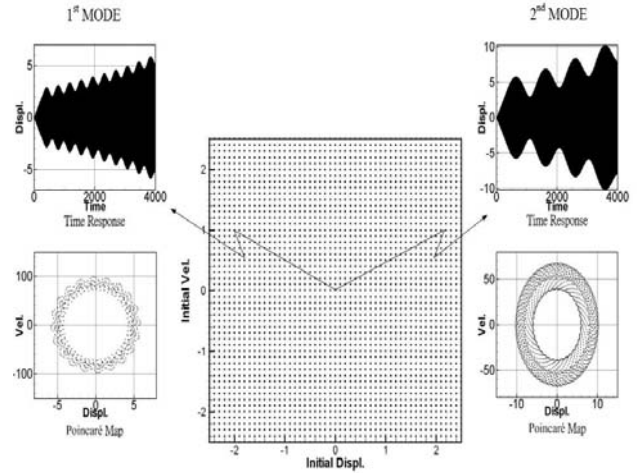 1st MODE
2nd MODE
Displ.
5
0
-5
0
2000
4000
Time
Time Response
Displ.
10
5
0
-5
-10
0
2000
4000
Time
Time Response
Vel.
100
0
-100
-5
0
5
Displ.
Poincaré Map
Initial Vel.
2
1
0
-1
-2
-2
-1
0
1
2
Initial Displ.
Vel.
50
0
-50
-10
0
10
Displ.
Poincaré Map